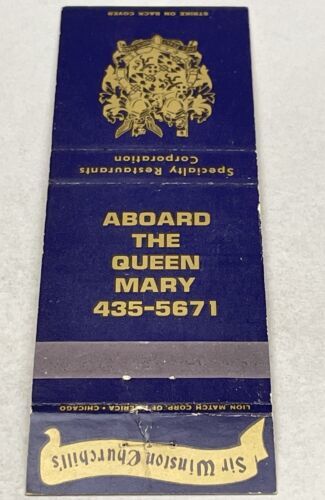 STRIKE ON BACK COVER
Specialty Restaurants
Corporation
ABOARD
THE
QUEEN
MARY
435-5671
LION MATCH CORP. OF AMERICA • CHICAGO
Sir Winston Churchill's